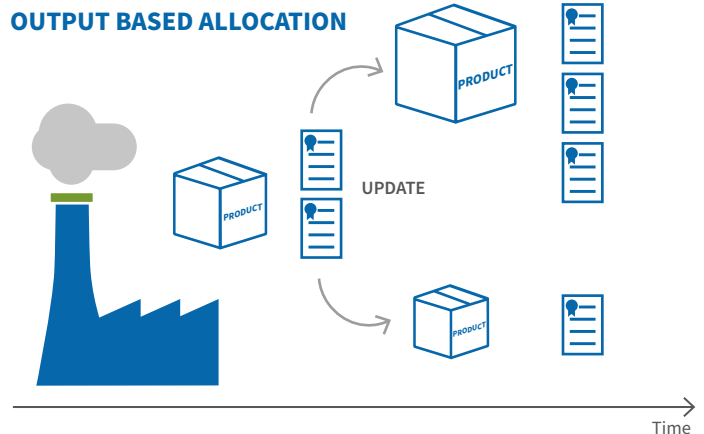 OUTPUT BASED ALLOCATION
PRODUCT
PRODUCT
UPDATE
PRODUCT
Time